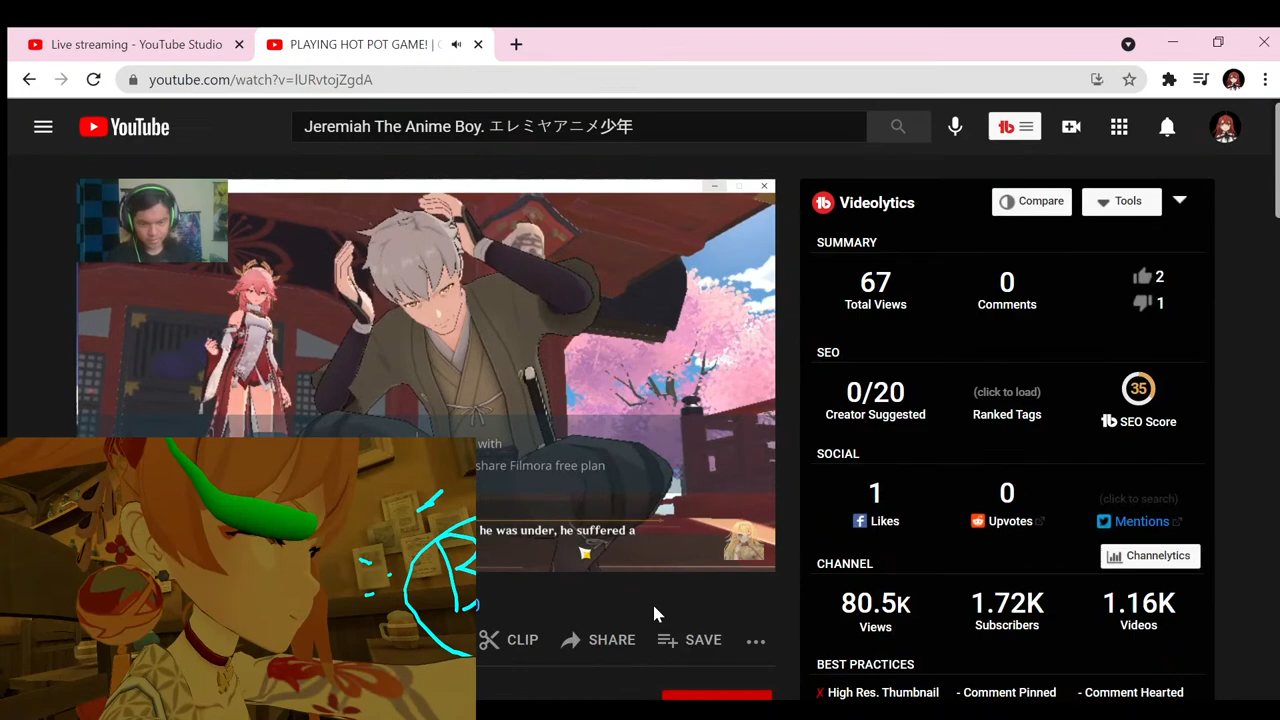 Live streaming - YouTube Studio
PLAYING HOT POT GAME! | C
youtube.com/watch?v=lURvtojZgdA
YouTube
Jeremiah The Anime Boy. エレミヤアニメ少年
Videolytics
Compare
Tools
SUMMARY
67
0
2
Total Views
Comments
1
SEO
0/20
(click to load)
35
Creator Suggested
Ranked Tags
SEO Score
with
share Filmora free plan
SOCIAL
1
0
(click to search)
Likes
Upvotes
Mentions
he was under, he suffered a
Channelytics
CHANNEL
80.5K
1.72K
1.16K
Views
Subscribers
Videos
CLIP
SHARE
SAVE
BEST PRACTICES
✗ High Res. Thumbnail
- Comment Pinned
- Comment Hearted